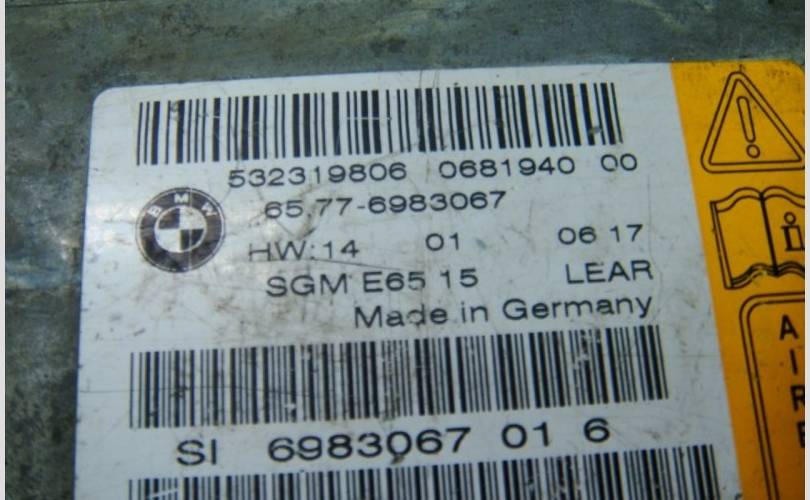 532319806 0681940 00
BMW
65.77-6983067
HW:14 01 06 17
SGM E65 15 LEAR
Made in Germany
SI 6983067 01 6
A
I
R